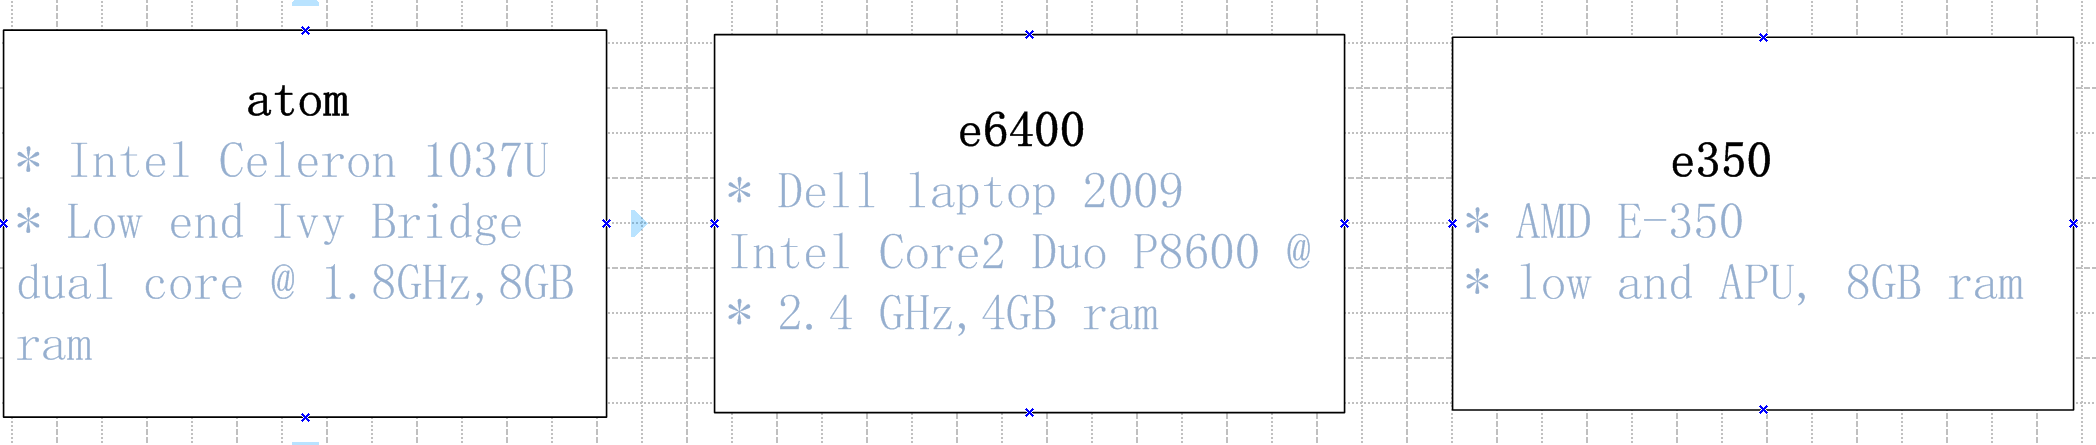 atom
* Intel Celeron 1037U
* Low end Ivy Bridge
dual core @ 1.8GHz,8GB
ram
e6400
* Dell laptop 2009
Intel Core2 Duo P8600 @
* 2.4 GHz,4GB ram
e350
* AMD E-350
* low and APU, 8GB ram